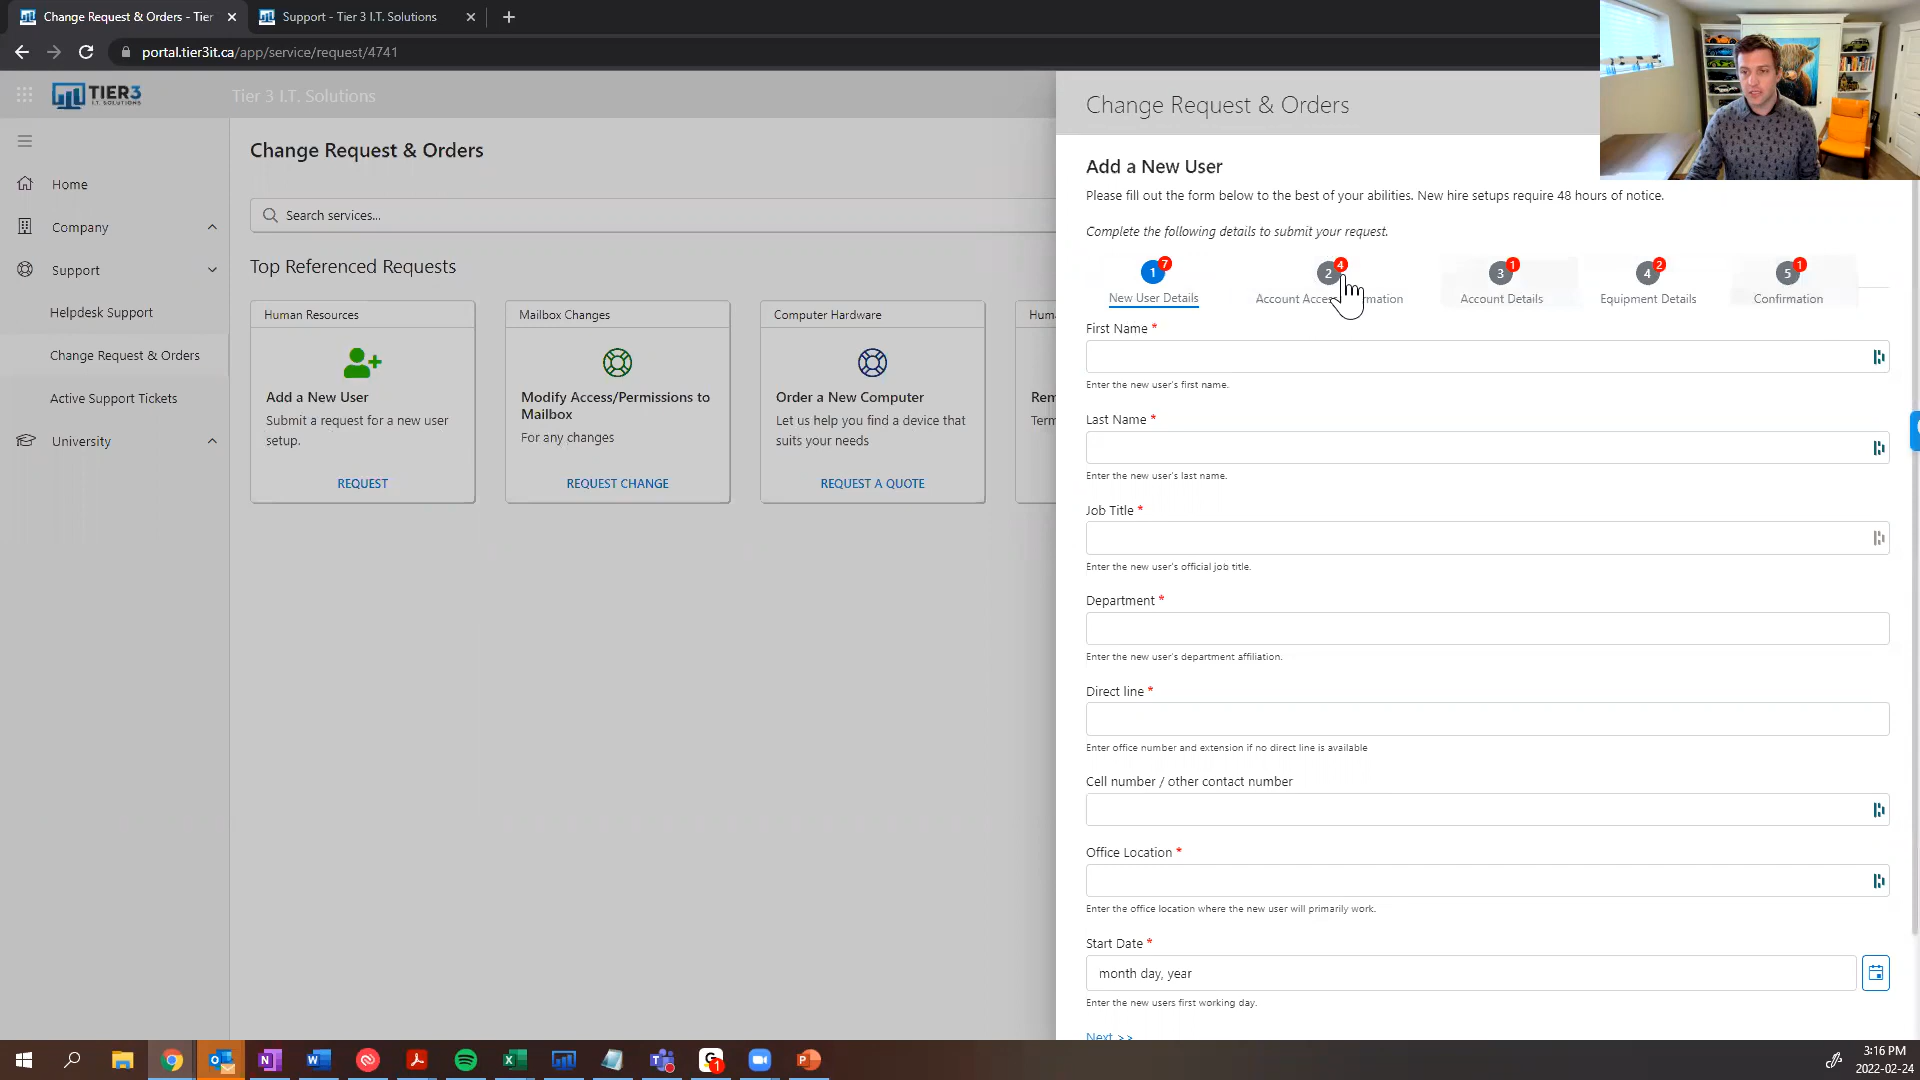 Change Request & Orders - Tier
Support - Tier 3 I.T. Solutions
portal.tier3it.ca/app/service/request/4741
TIER3
I.T. SOLUTIONS
Tier 3 I.T. Solutions
Home
Company
Support
Helpdesk Support
Change Request & Orders
Active Support Tickets
University
Change Request & Orders
Search services...
Top Referenced Requests
Human Resources
Add a New User
Submit a request for a new user
setup.
REQUEST
Mailbox Changes
Modify Access/Permissions to
Mailbox
For any changes
REQUEST CHANGE
Computer Hardware
Order a New Computer
Let us help you find a device that
suits your needs
REQUEST A QUOTE
Hum
Rem
Term
Change Request & Orders
Add a New User
Please fill out the form below to the best of your abilities. New hire setups require 48 hours of notice.
Complete the following details to submit your request.
1 7
New User Details
2 4
Account Acces mation
3 1
Account Details
4 2
Equipment Details
5 1
Confirmation
First Name *
Enter the new user's first name.
Last Name *
Enter the new user's last name.
Job Title *
Enter the new user's official job title.
Department *
Enter the new user's department affiliation.
Direct line *
Enter office number and extension if no direct line is available
Cell number / other contact number
Office Location *
Enter the office location where the new user will primarily work.
Start Date *
month day, year
Enter the new users first working day.
Next >>
3:16 PM
2022-02-24